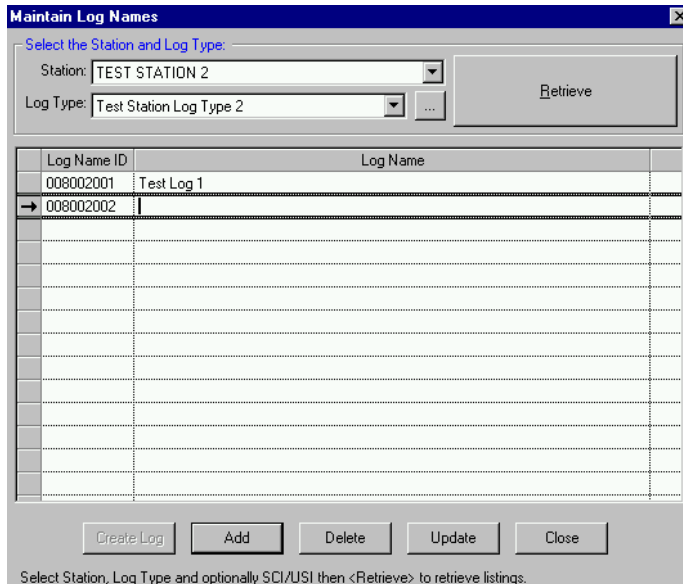 Maintain Log Names
Select the Station and Log Type:
Station: TEST STATION 2
Log Type: Test Station Log Type 2 ...
Retrieve
Log Name ID Log Name
008002001 Test Log 1
008002002
Create Log Add Delete Update Close
Select Station, Log Type and optionally SCI/USI then <Retrieve> to retrieve listings.